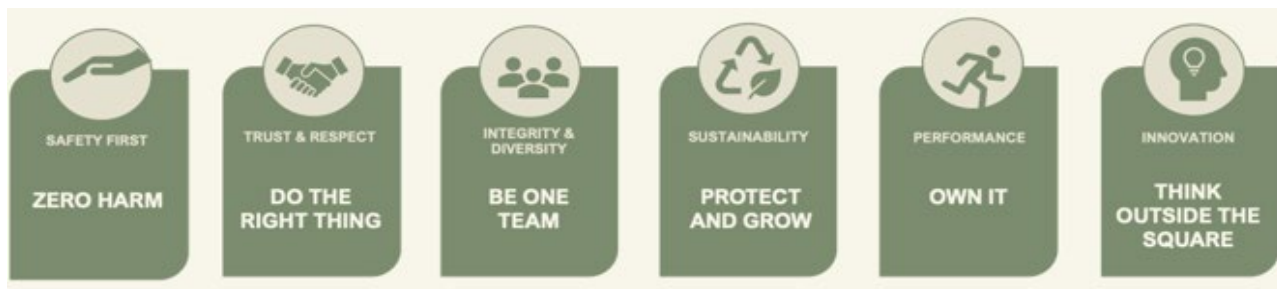 SAFETY FIRST
ZERO HARM
TRUST & RESPECT
DO THE
RIGHT THING
INTEGRITY &
DIVERSITY
BE ONE
TEAM
SUSTAINABILITY
PROTECT
AND GROW
PERFORMANCE
OWN IT
INNOVATION
THINK
OUTSIDE THE
SQUARE